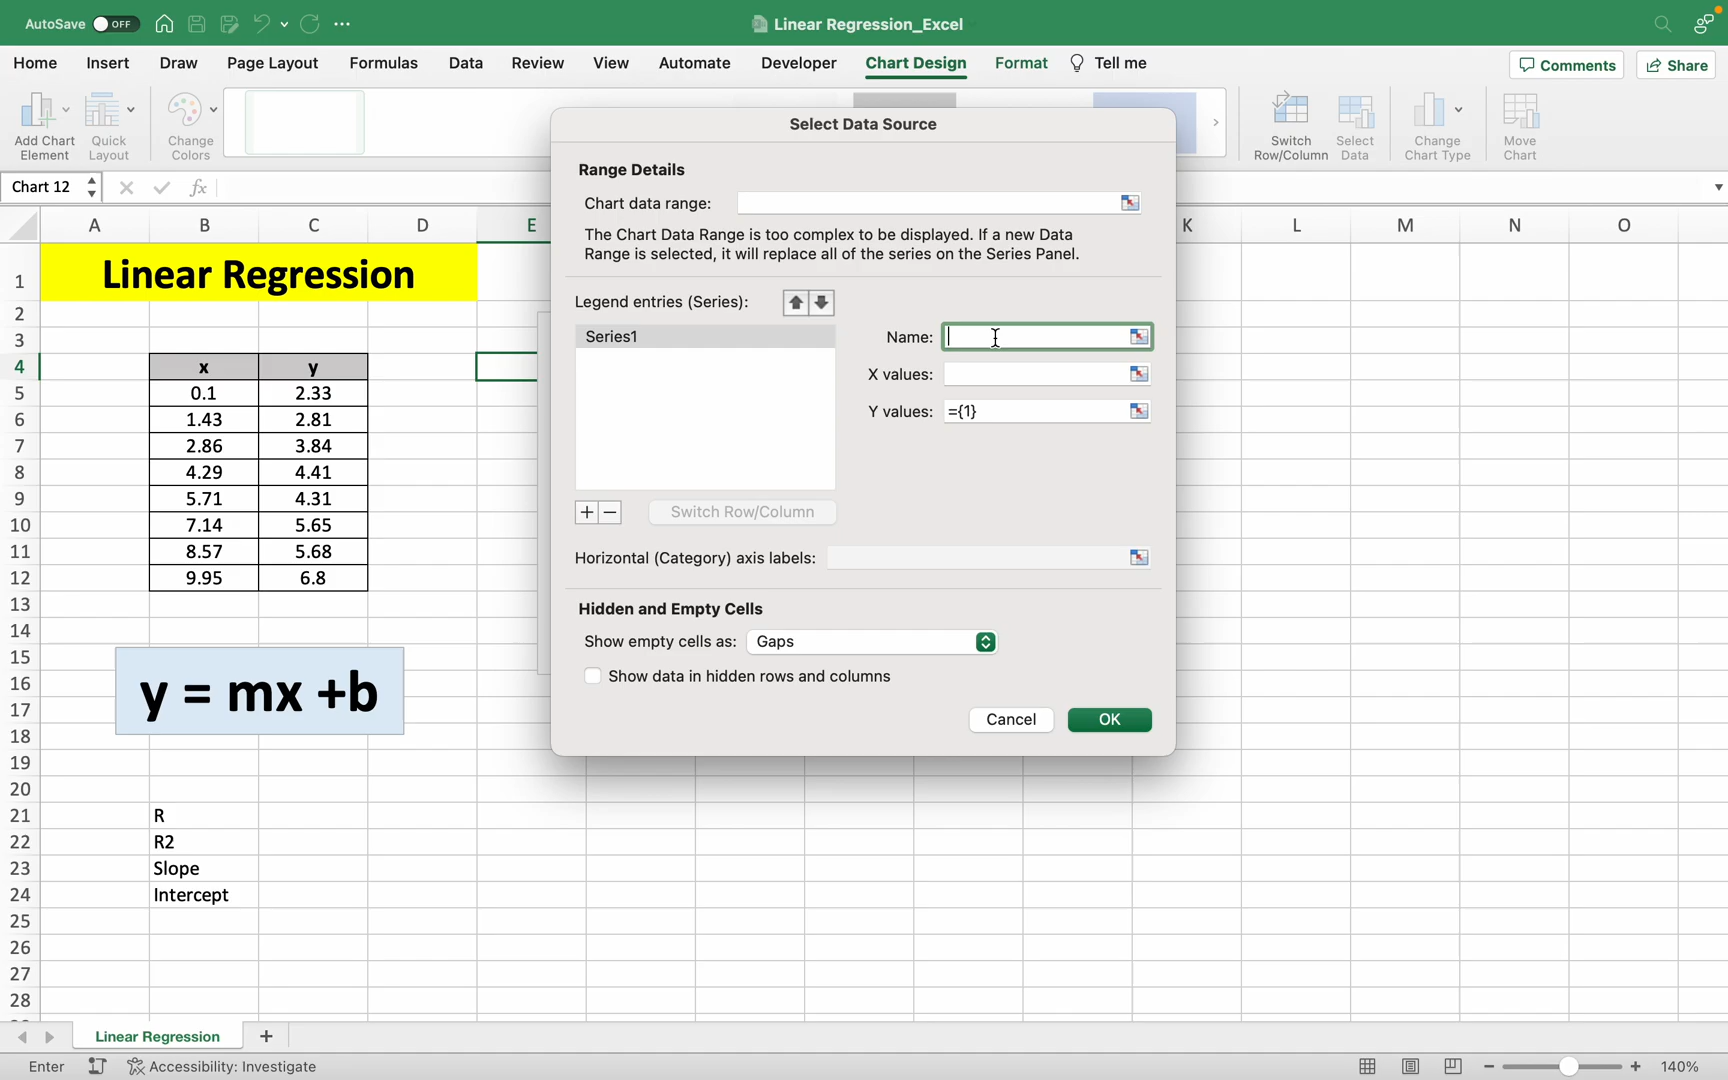 AutoSave OFF
Linear Regression_Excel
Home Insert Draw Page Layout Formulas Data Review View Automate Developer Chart Design Format Tell me
Comments Share
Add Chart Element
Quick Layout
Change Colors
Switch Row/Column
Select Data
Change Chart Type
Move Chart
Chart 12
fx
A B C D E K L M N O
1 Linear Regression
2
3
4 x y
5 0.1 2.33
6 1.43 2.81
7 2.86 3.84
8 4.29 4.41
9 5.71 4.31
10 7.14 5.65
11 8.57 5.68
12 9.95 6.8
13
14
15
16 y = mx +b
17
18
19
20
21 R
22 R2
23 Slope
24 Intercept
25
26
27
28
Select Data Source
Range Details
Chart data range:
The Chart Data Range is too complex to be displayed. If a new Data
Range is selected, it will replace all of the series on the Series Panel.
Legend entries (Series):
Series1
Name:
X values:
Y values: ={1}
+ − Switch Row/Column
Horizontal (Category) axis labels:
Hidden and Empty Cells
Show empty cells as: Gaps
Show data in hidden rows and columns
Cancel OK
Linear Regression +
Enter Accessibility: Investigate − + 140%